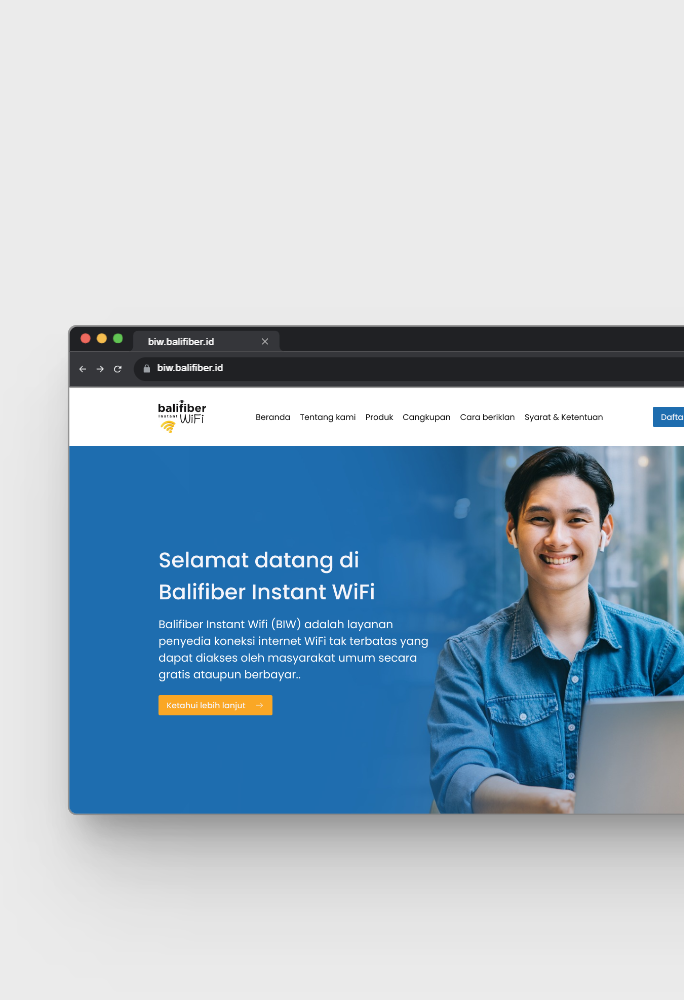 biw.balifiber.id
biw.balifiber.id
balifiber
INSTANT WiFi
Beranda Tentang kami Produk Cangkupan Cara beriklan Syarat & Ketentuan
Selamat datang di
Balifiber Instant WiFi
Balifiber Instant Wifi (BIW) adalah layanan
penyedia koneksi internet WiFi tak terbatas yang
dapat diakses oleh masyarakat umum secara
gratis ataupun berbayar..
Ketahui lebih lanjut